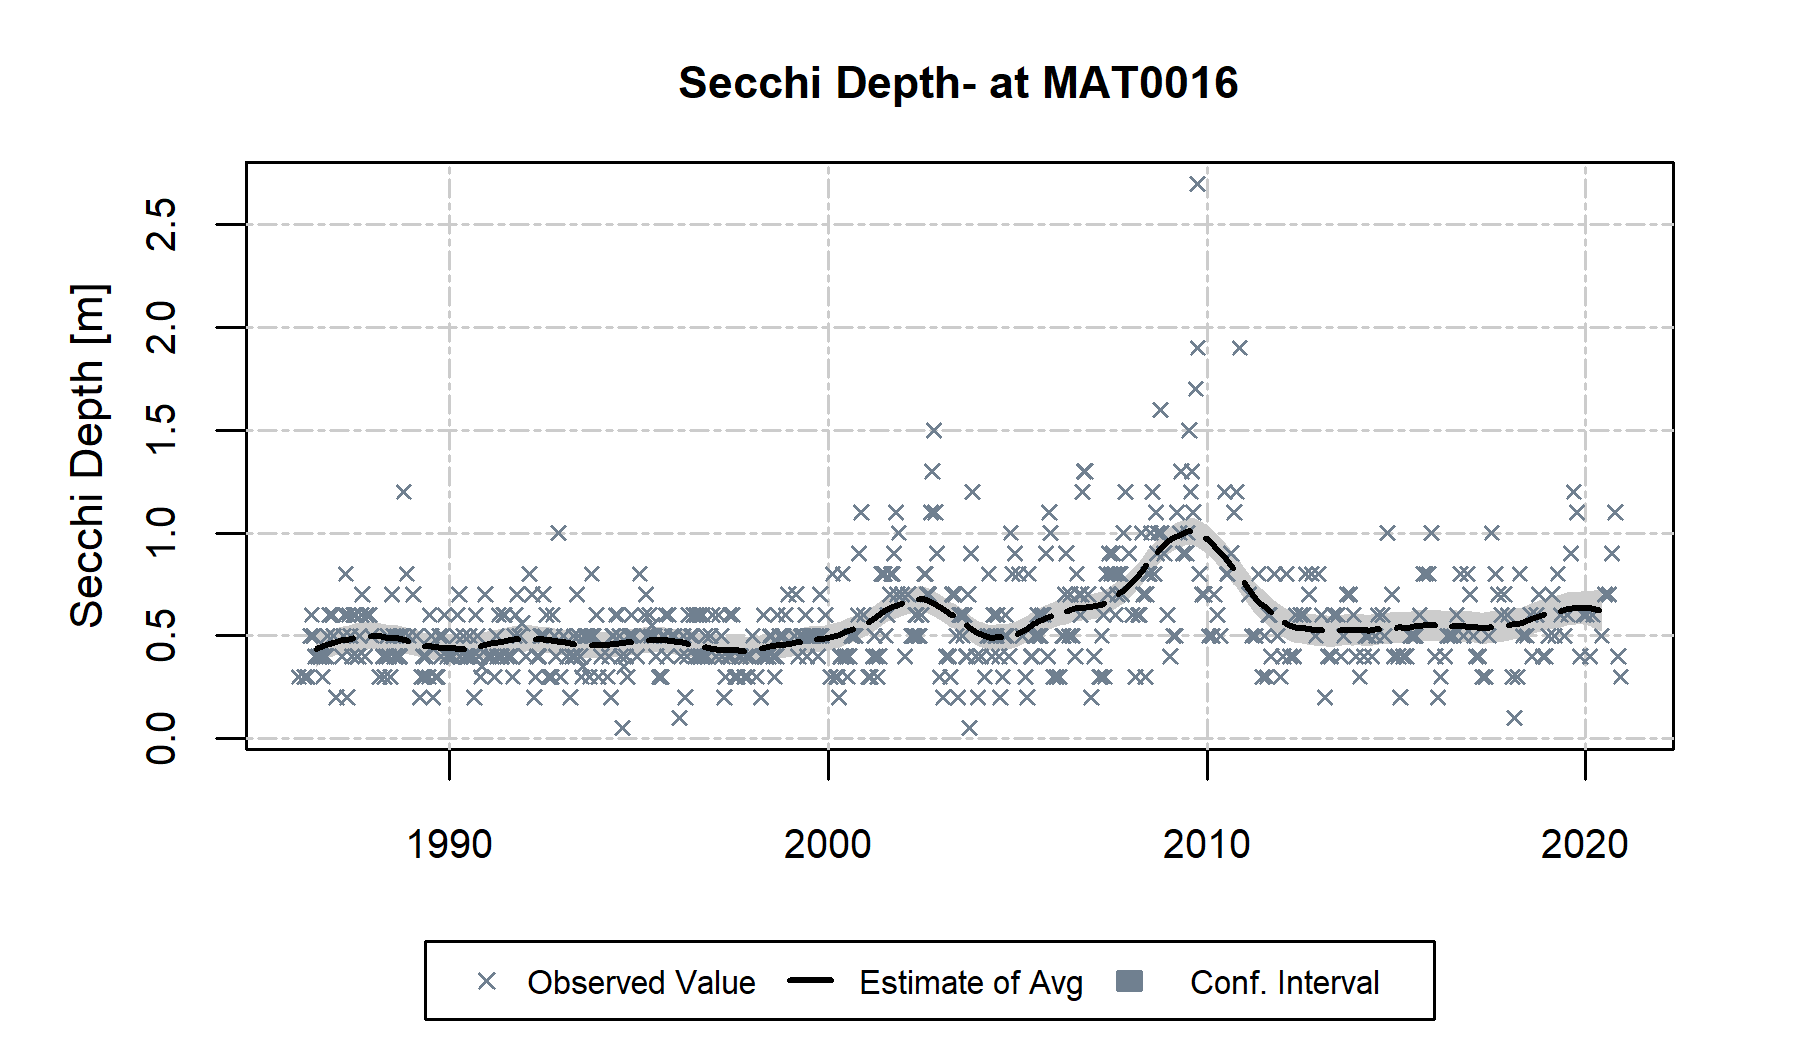 Secchi Depth- at MAT0016
Secchi Depth [m]
2.5
2.0
1.5
1.0
0.5
0.0
1990 2000 2010 2020
Observed Value Estimate of Avg Conf. Interval